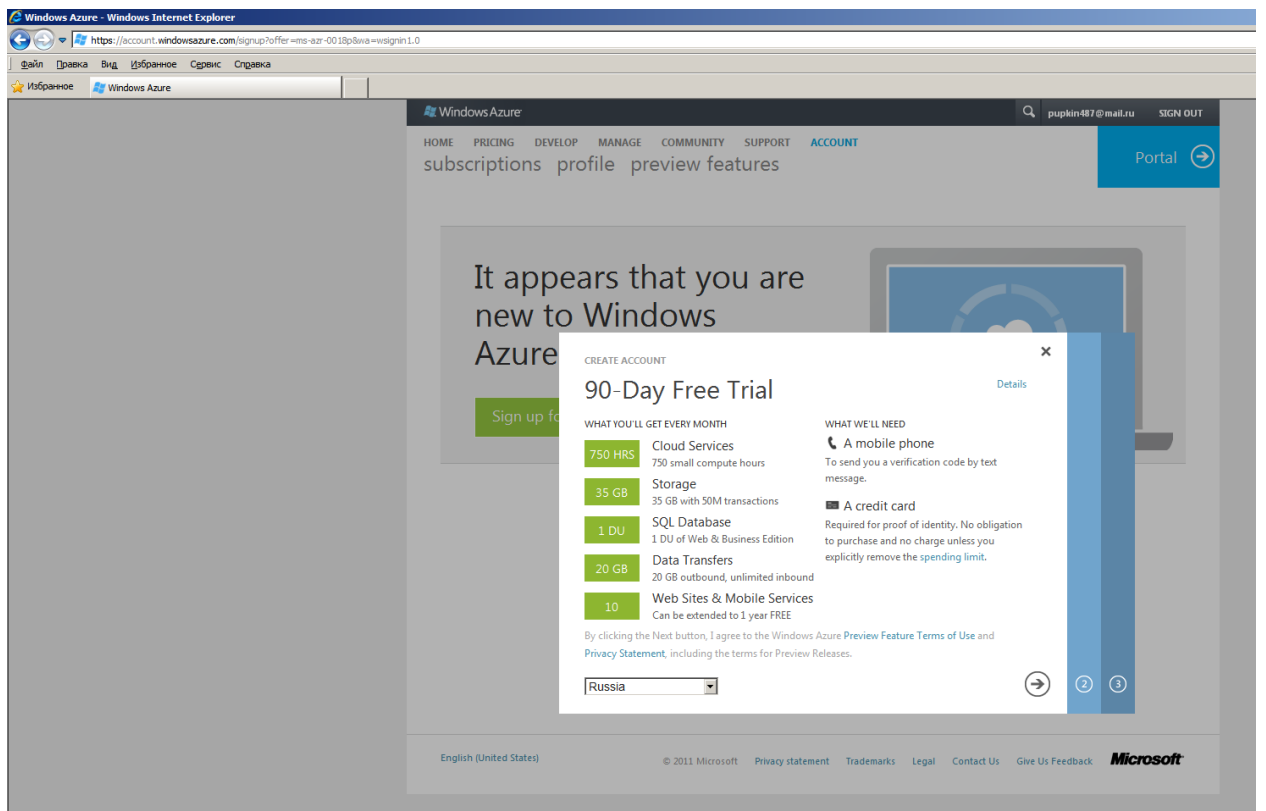 Windows Azure - Windows Internet Explorer
https://account.windowsazure.com/signup?offer=ms-azr-0018p&wa=wsignin1.0
Файл Правка Вид Избранное Сервис Справка
Избранное Windows Azure
Windows Azure pupkin487@mail.ru SIGN OUT
HOME PRICING DEVELOP MANAGE COMMUNITY SUPPORT ACCOUNT
subscriptions profile preview features
Portal
It appears that you are
new to Windows
Azure
Sign up fo
CREATE ACCOUNT
90-Day Free Trial
Details
WHAT YOU'LL GET EVERY MONTH
750 HRS
Cloud Services
750 small compute hours
35 GB
Storage
35 GB with 50M transactions
1 DU
SQL Database
1 DU of Web & Business Edition
20 GB
Data Transfers
20 GB outbound, unlimited inbound
10
Web Sites & Mobile Services
Can be extended to 1 year FREE
WHAT WE'LL NEED
A mobile phone
To send you a verification code by text
message.
A credit card
Required for proof of identity. No obligation
to purchase and no charge unless you
explicitly remove the spending limit.
By clicking the Next button, I agree to the Windows Azure Preview Feature Terms of Use and
Privacy Statement, including the terms for Preview Releases.
Russia
2 3
English (United States) © 2011 Microsoft Privacy statement Trademarks Legal Contact Us Give Us Feedback Microsoft